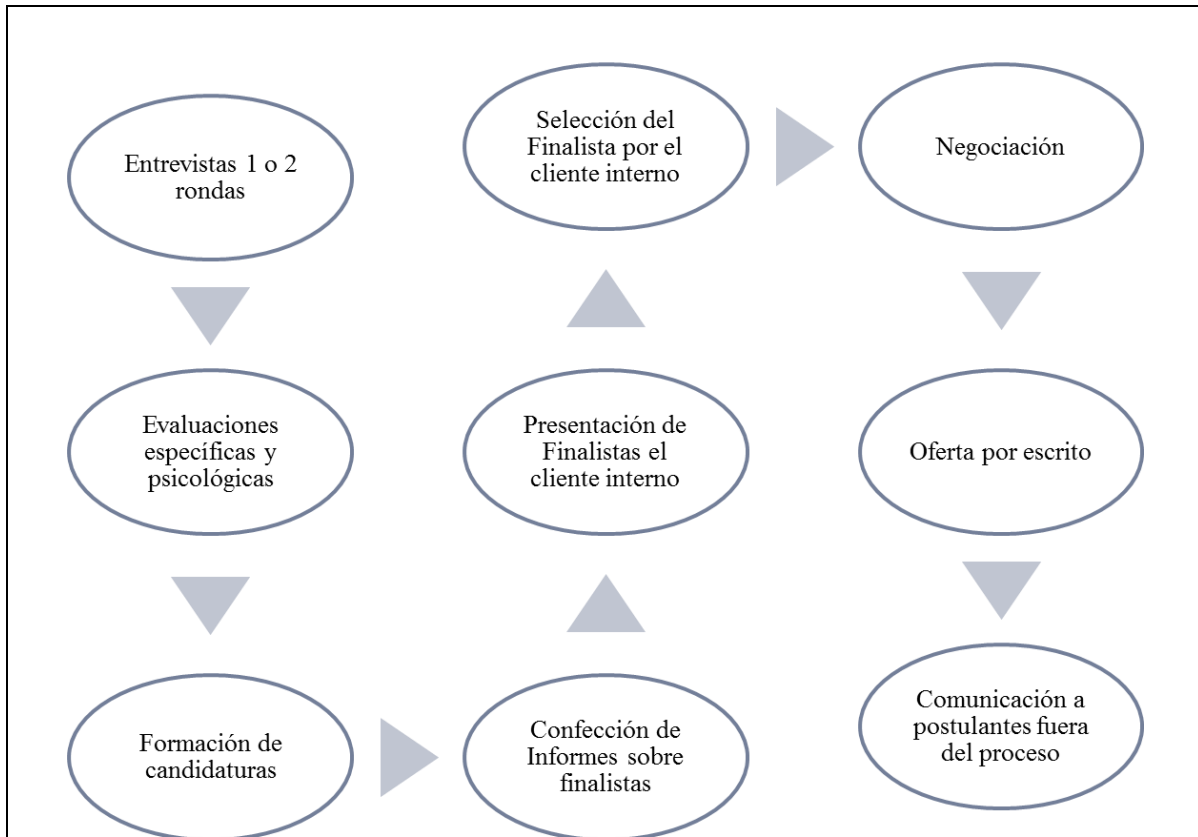 Entrevistas 1 o 2
rondas
Evaluaciones
específicas y
psicológicas
Formación de
candidaturas
Confección de
Informes sobre
finalistas
Presentación de
Finalistas el
cliente interno
Selección del
Finalista por el
cliente interno
Negociación
Oferta por escrito
Comunicación a
postulantes fuera
del proceso